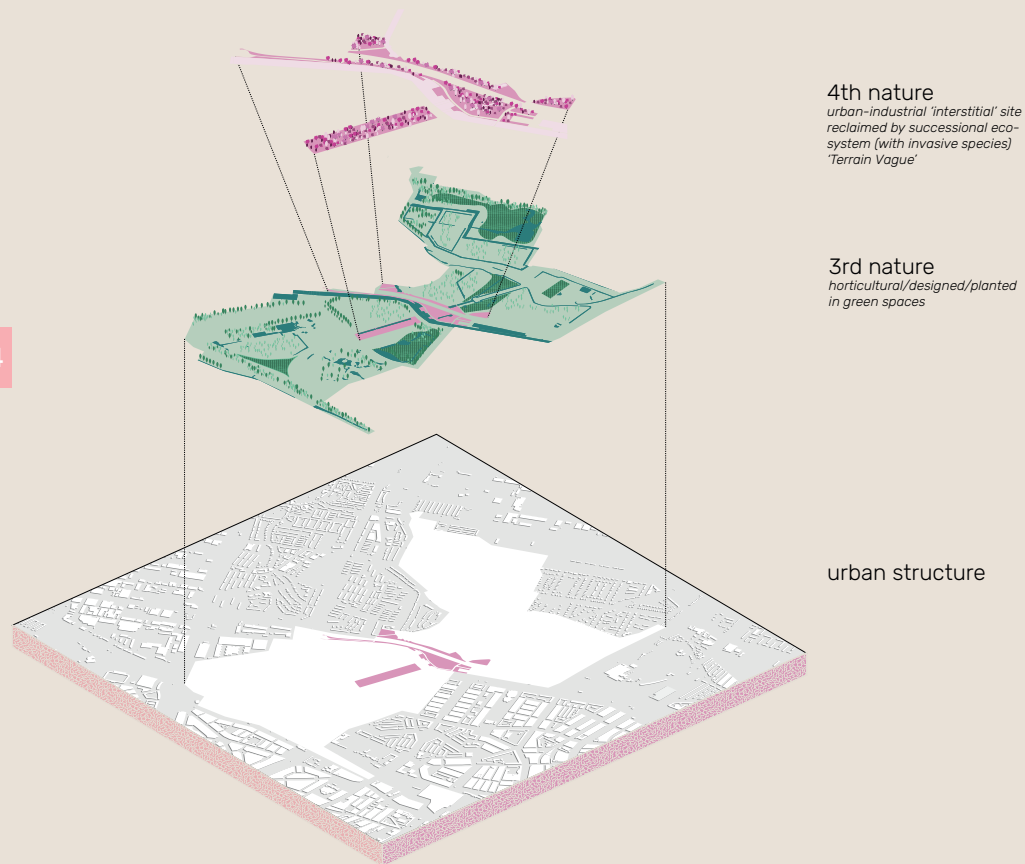 4th nature
urban-industrial 'interstitial' site
reclaimed by successional eco-
system (with invasive species)
'Terrain Vague'
3rd nature
horticultural/designed/planted
in green spaces
urban structure